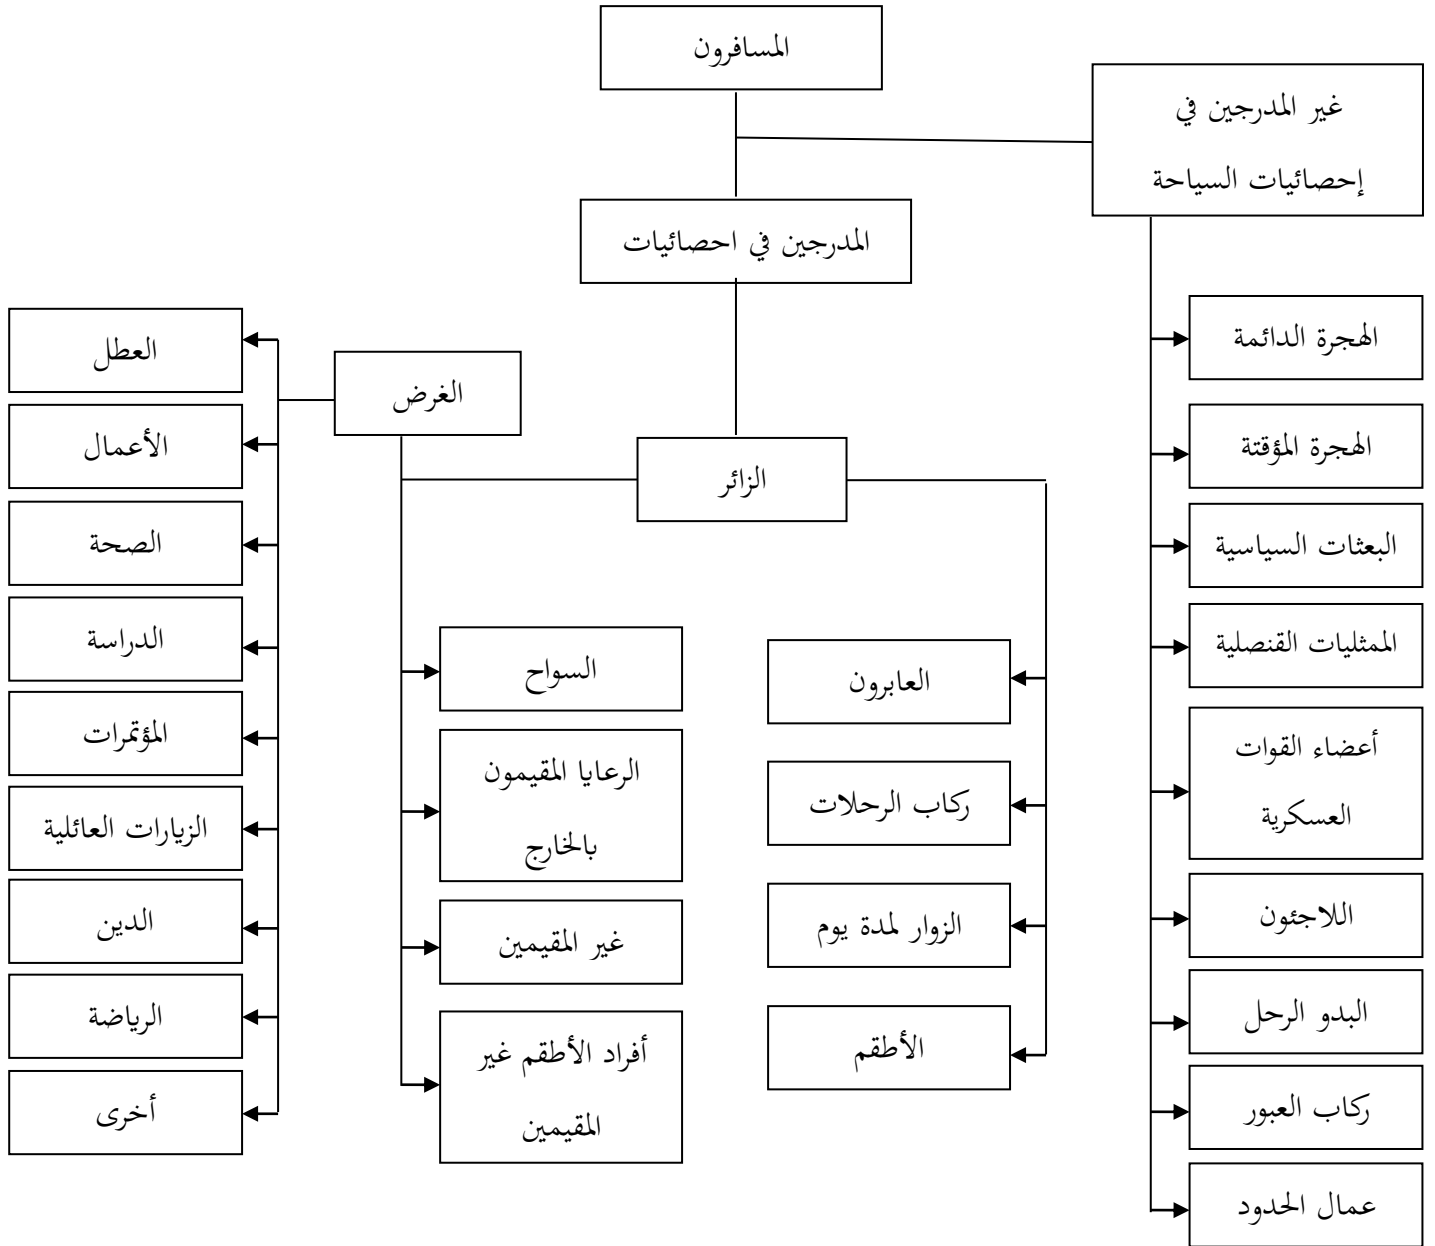 المسافرون
غير المدرجين في
إحصائيات السياحة
المدرجين في احصائيات
الهجرة الدائمة
الهجرة المؤقتة
البعثات السياسية
الممثليات القنصلية
أعضاء القوات
العسكرية
اللاجئون
البدو الرحل
ركاب العبور
عمال الحدود
الزائر
العابرون
ركاب الرحلات
الزوار لمدة يوم
الأطقم
الغرض
السواح
الرعايا المقيمون
بالخارج
غير المقيمين
أفراد الأطقم غير
المقيمين
العطل
الأعمال
الصحة
الدراسة
المؤتمرات
الزيارات العائلية
الدين
الرياضة
أخرى